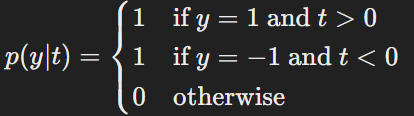 p(y|t) = { 1 if y = 1 and t > 0
1 if y = −1 and t < 0
0 otherwise